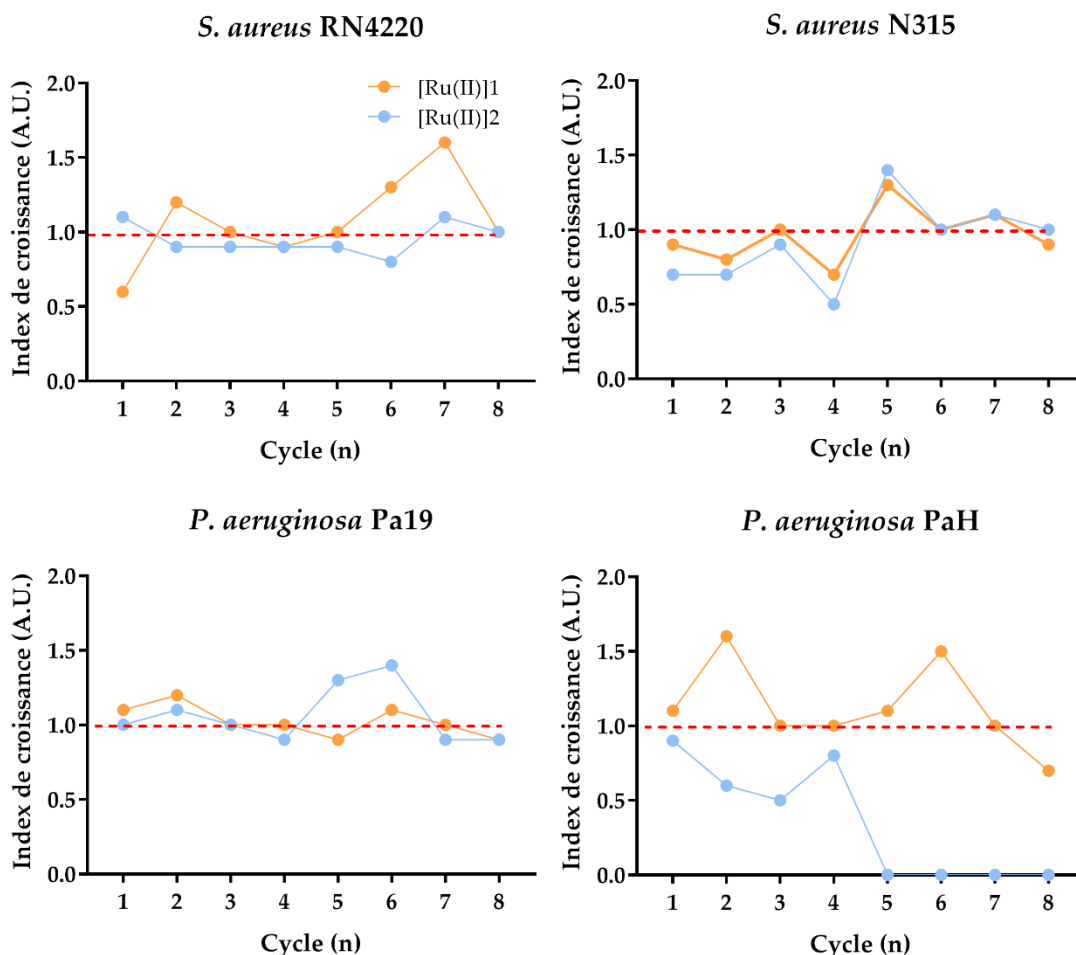 S. aureus RN4220
Index de croissance (A.U.)
2.0
1.5
1.0
0.5
0.0
[Ru(II)]1
[Ru(II)]2
1 2 3 4 5 6 7 8
Cycle (n)
S. aureus N315
Index de croissance (A.U.)
2.0
1.5
1.0
0.5
0.0
1 2 3 4 5 6 7 8
Cycle (n)
P. aeruginosa Pa19
Index de croissance (A.U.)
2.0
1.5
1.0
0.5
0.0
1 2 3 4 5 6 7 8
Cycle (n)
P. aeruginosa PaH
Index de croissance (A.U.)
2.0
1.5
1.0
0.5
0.0
1 2 3 4 5 6 7 8
Cycle (n)